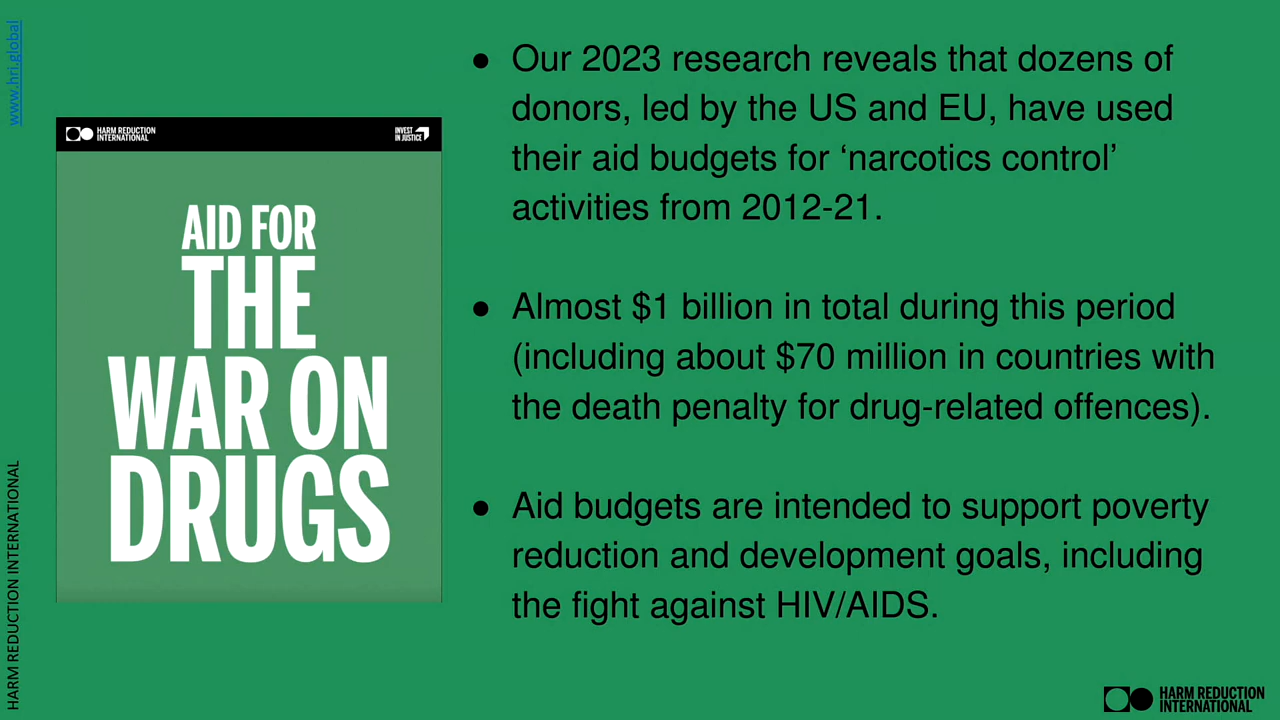 www.hri.global
HARM REDUCTION INTERNATIONAL
HARM REDUCTION
INTERNATIONAL
INVEST
IN JUSTICE
AID FOR
THE
WAR ON
DRUGS
● Our 2023 research reveals that dozens of
donors, led by the US and EU, have used
their aid budgets for ‘narcotics control’
activities from 2012-21.
● Almost $1 billion in total during this period
(including about $70 million in countries with
the death penalty for drug-related offences).
● Aid budgets are intended to support poverty
reduction and development goals, including
the fight against HIV/AIDS.
HARM REDUCTION
INTERNATIONAL